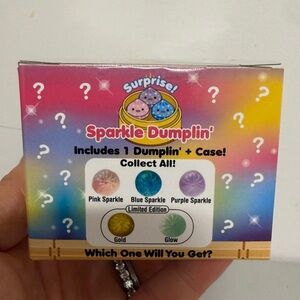 Surprise!
Sparkle Dumplin'
Includes 1 Dumplin' + Case!
Collect All!
Pink Sparkle Blue Sparkle Purple Sparkle
Limited Edition
Gold Glow
Which One Will You Get?